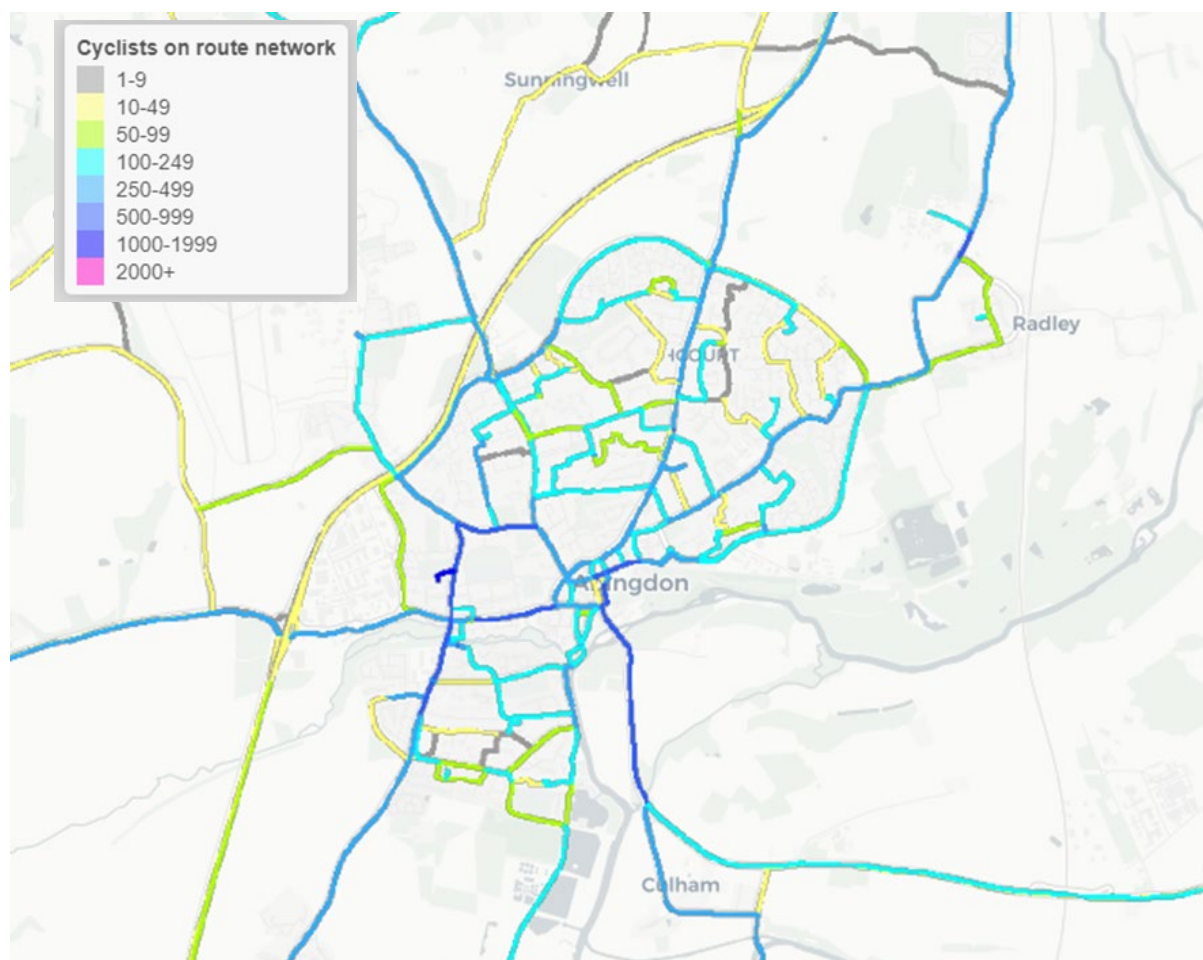 Cyclists on route network
1-9
10-49
50-99
100-249
250-499
500-999
1000-1999
2000+
Sunningwell
Radley
Abingdon
Culham